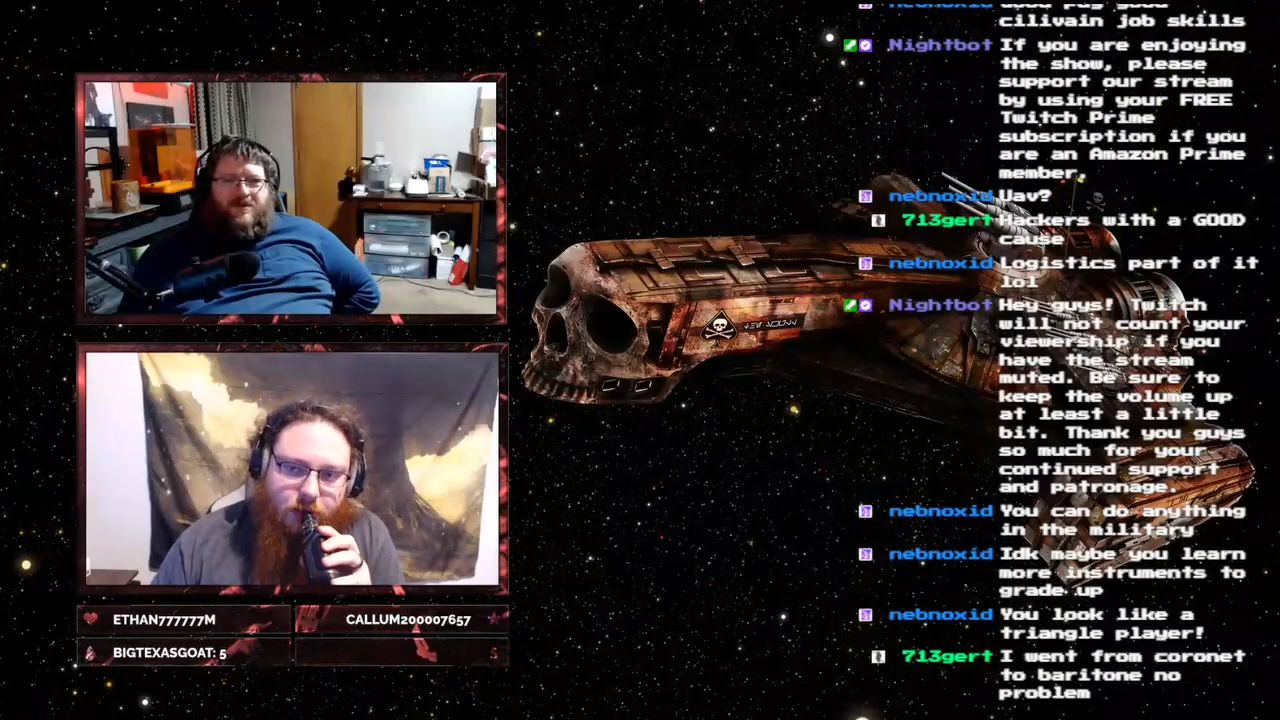 cilivain job skills
Nightbot If you are enjoying
the show, please
support our stream
by using your FREE
Twitch Prime
subscription if you
are an Amazon Prime
member.
nebnoxid Uav?
713gert Hackers with a GOOD
cause
nebnoxid Logistics part of it
lol
Nightbot Hey guys! Twitch
will not count your
viewership if you
have the stream
muted. Be sure to
keep the volume up
at least a little
bit. Thank you guys
so much for your
continued support
and patronage.
nebnoxid You can do anything
in the military
nebnoxid Idk maybe you learn
more instruments to
grade up
nebnoxid You look like a
triangle player!
713gert I went from coronet
to baritone no
problem
ETHAN777777M
CALLUM200007657
BIGTEXASGOAT: 5